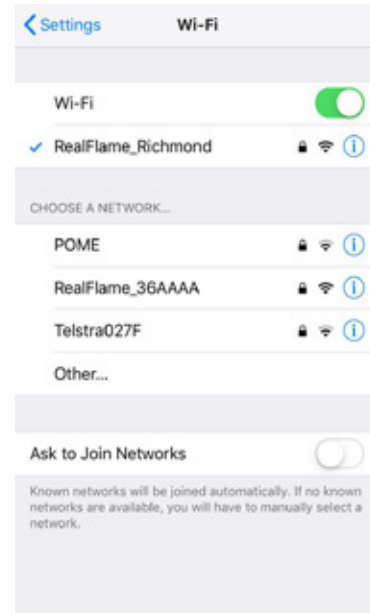 Settings Wi-Fi
Wi-Fi
RealFlame_Richmond
CHOOSE A NETWORK...
POME
RealFlame_36AAAA
Telstra027F
Other...
Ask to Join Networks
Known networks will be joined automatically. If no known
networks are available, you will have to manually select a
network.